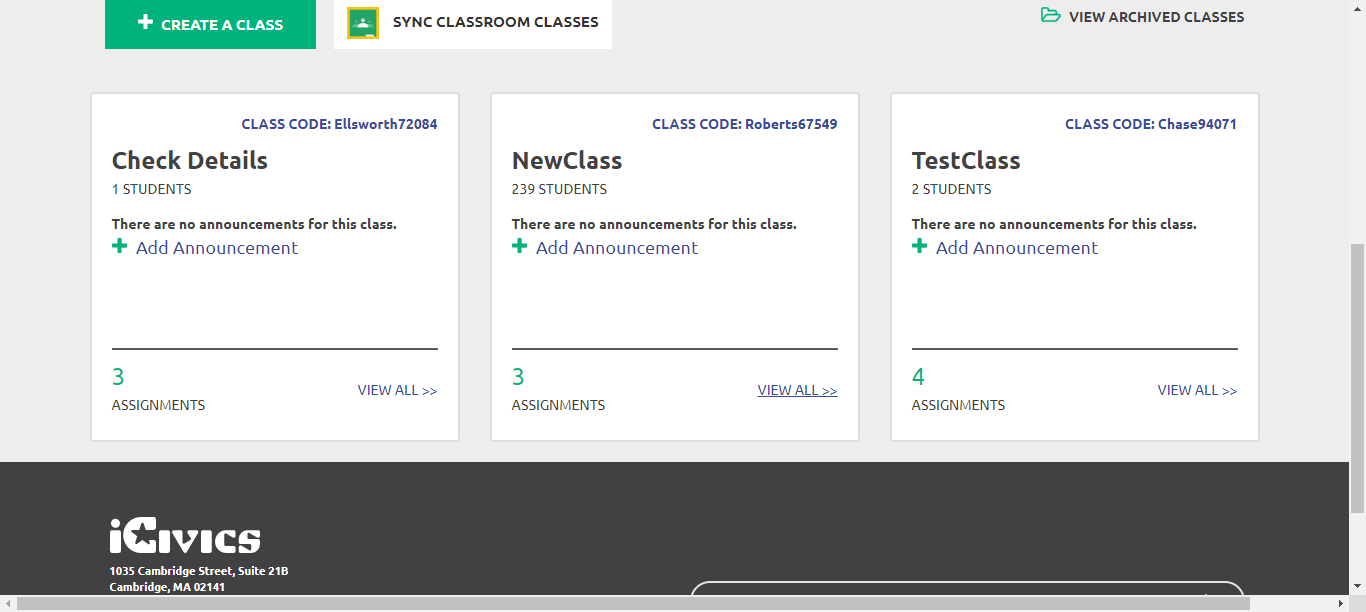 CREATE A CLASS
SYNC CLASSROOM CLASSES
VIEW ARCHIVED CLASSES
CLASS CODE: Ellsworth72084
Check Details
1 STUDENTS
There are no announcements for this class.
Add Announcement
3
ASSIGNMENTS
VIEW ALL >>
CLASS CODE: Roberts67549
NewClass
239 STUDENTS
There are no announcements for this class.
Add Announcement
3
ASSIGNMENTS
VIEW ALL >>
CLASS CODE: Chase94071
TestClass
2 STUDENTS
There are no announcements for this class.
Add Announcement
4
ASSIGNMENTS
VIEW ALL >>
iCivics
1035 Cambridge Street, Suite 21B
Cambridge, MA 02141